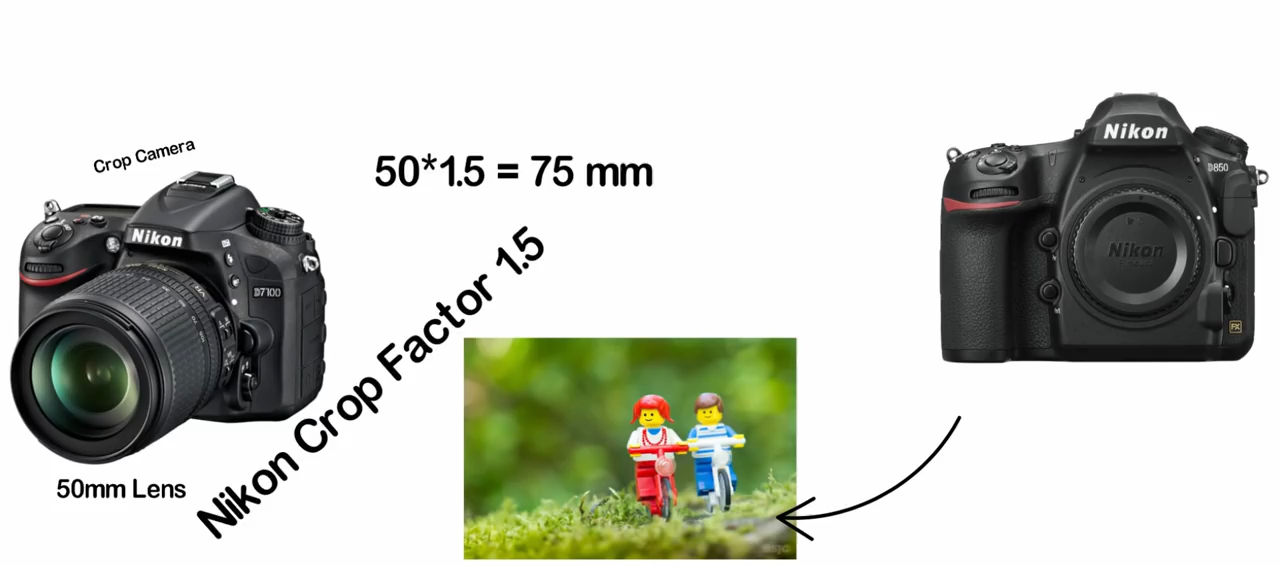 Crop Camera
50*1.5 = 75 mm
Nikon
D7100
Nikon Crop Factor 1.5
50mm Lens
Nikon
D850
Nikon
FX